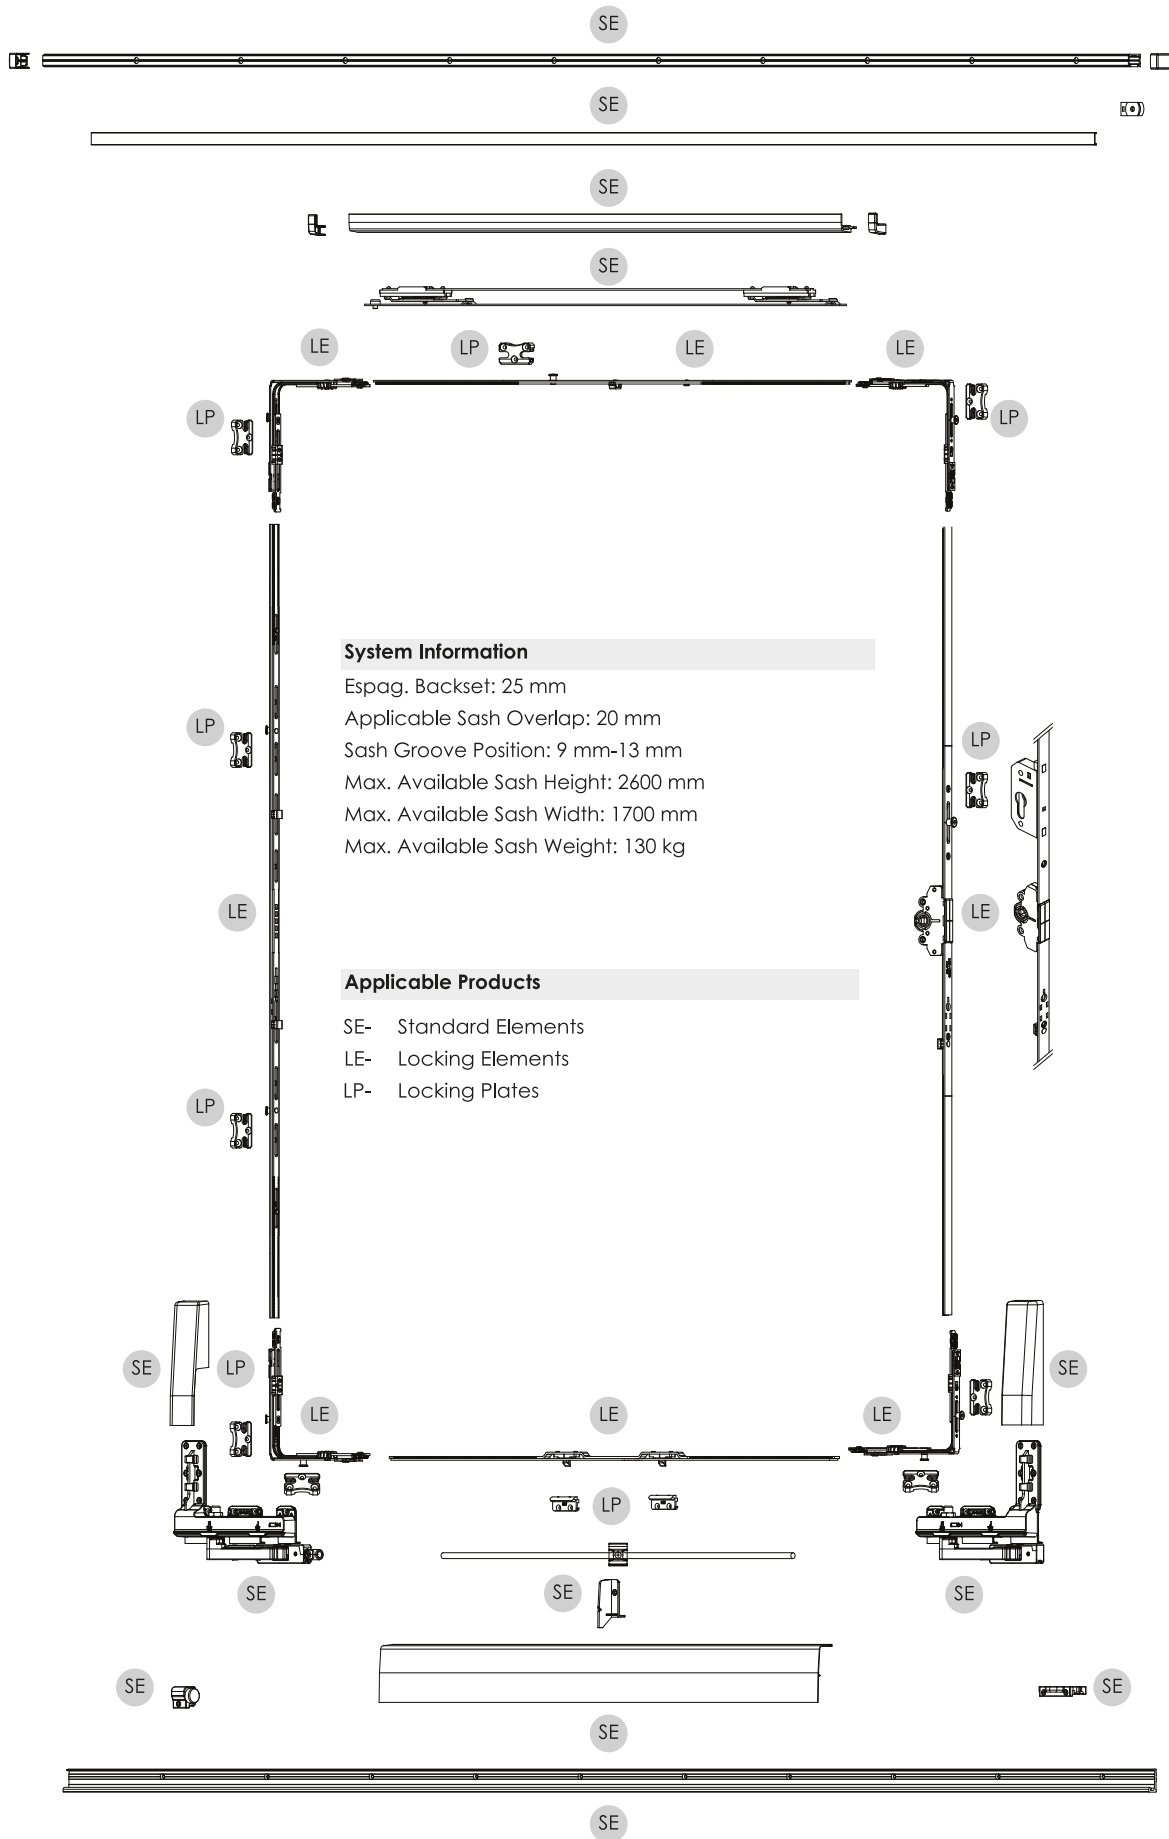 SE
SE
SE
SE
LE
LP
LE
LE
LP
LP
System Information
Espag. Backset: 25 mm
Applicable Sash Overlap: 20 mm
Sash Groove Position: 9 mm-13 mm
Max. Available Sash Height: 2600 mm
Max. Available Sash Width: 1700 mm
Max. Available Sash Weight: 130 kg
LP
LP
LE
LE
Applicable Products
SE- Standard Elements
LE- Locking Elements
LP- Locking Plates
LP
SE
LP
SE
LE
LE
LE
LP
SE
SE
SE
SE
SE
SE
SE